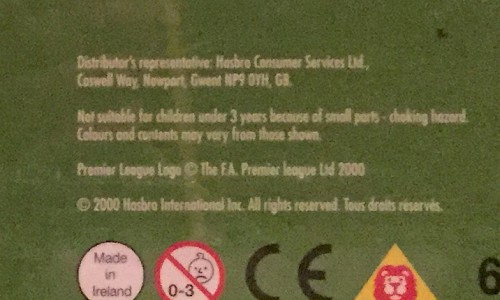 Distributor's representative: Hasbro Consumer Services Ltd.,
Caswell Way, Newport, Gwent NP9 0YH, GB.
Not suitable for children under 3 years because of small parts - choking hazard.
Colours and contents may vary from those shown.
Premier League Logo © The F.A. Premier League Ltd 2000
© 2000 Hasbro International Inc. All rights reserved. Tous droits réservés.
Made
in
Ireland
0-3
CE
6